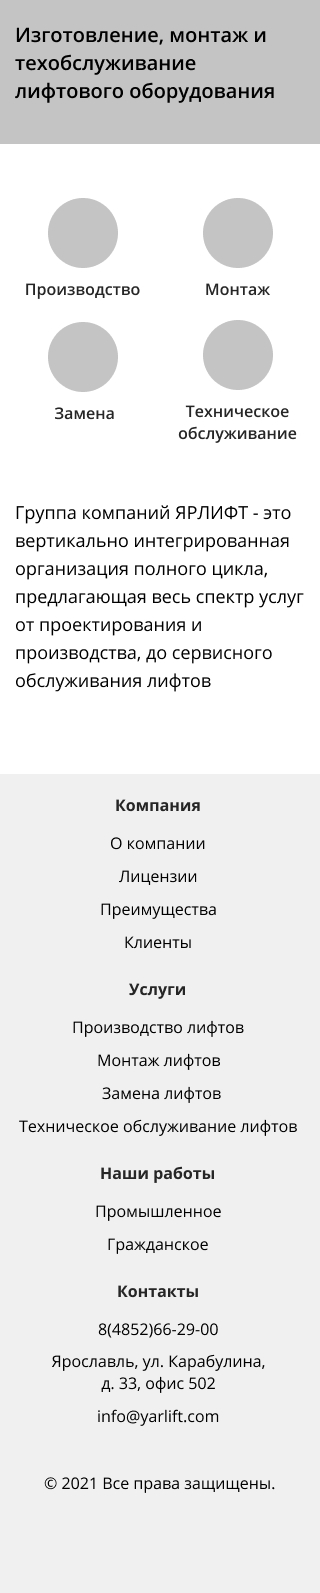 Изготовление, монтаж и
техобслуживание
лифтового оборудования
Производство
Монтаж
Замена
Техническое
обслуживание
Группа компаний ЯРЛИФТ - это
вертикально интегрированная
организация полного цикла,
предлагающая весь спектр услуг
от проектирования и
производства, до сервисного
обслуживания лифтов
Компания
О компании
Лицензии
Преимущества
Клиенты
Услуги
Производство лифтов
Монтаж лифтов
Замена лифтов
Техническое обслуживание лифтов
Наши работы
Промышленное
Гражданское
Контакты
8(4852)66-29-00
Ярославль, ул. Карабулина,
д. 33, офис 502
info@yarlift.com
© 2021 Все права защищены.